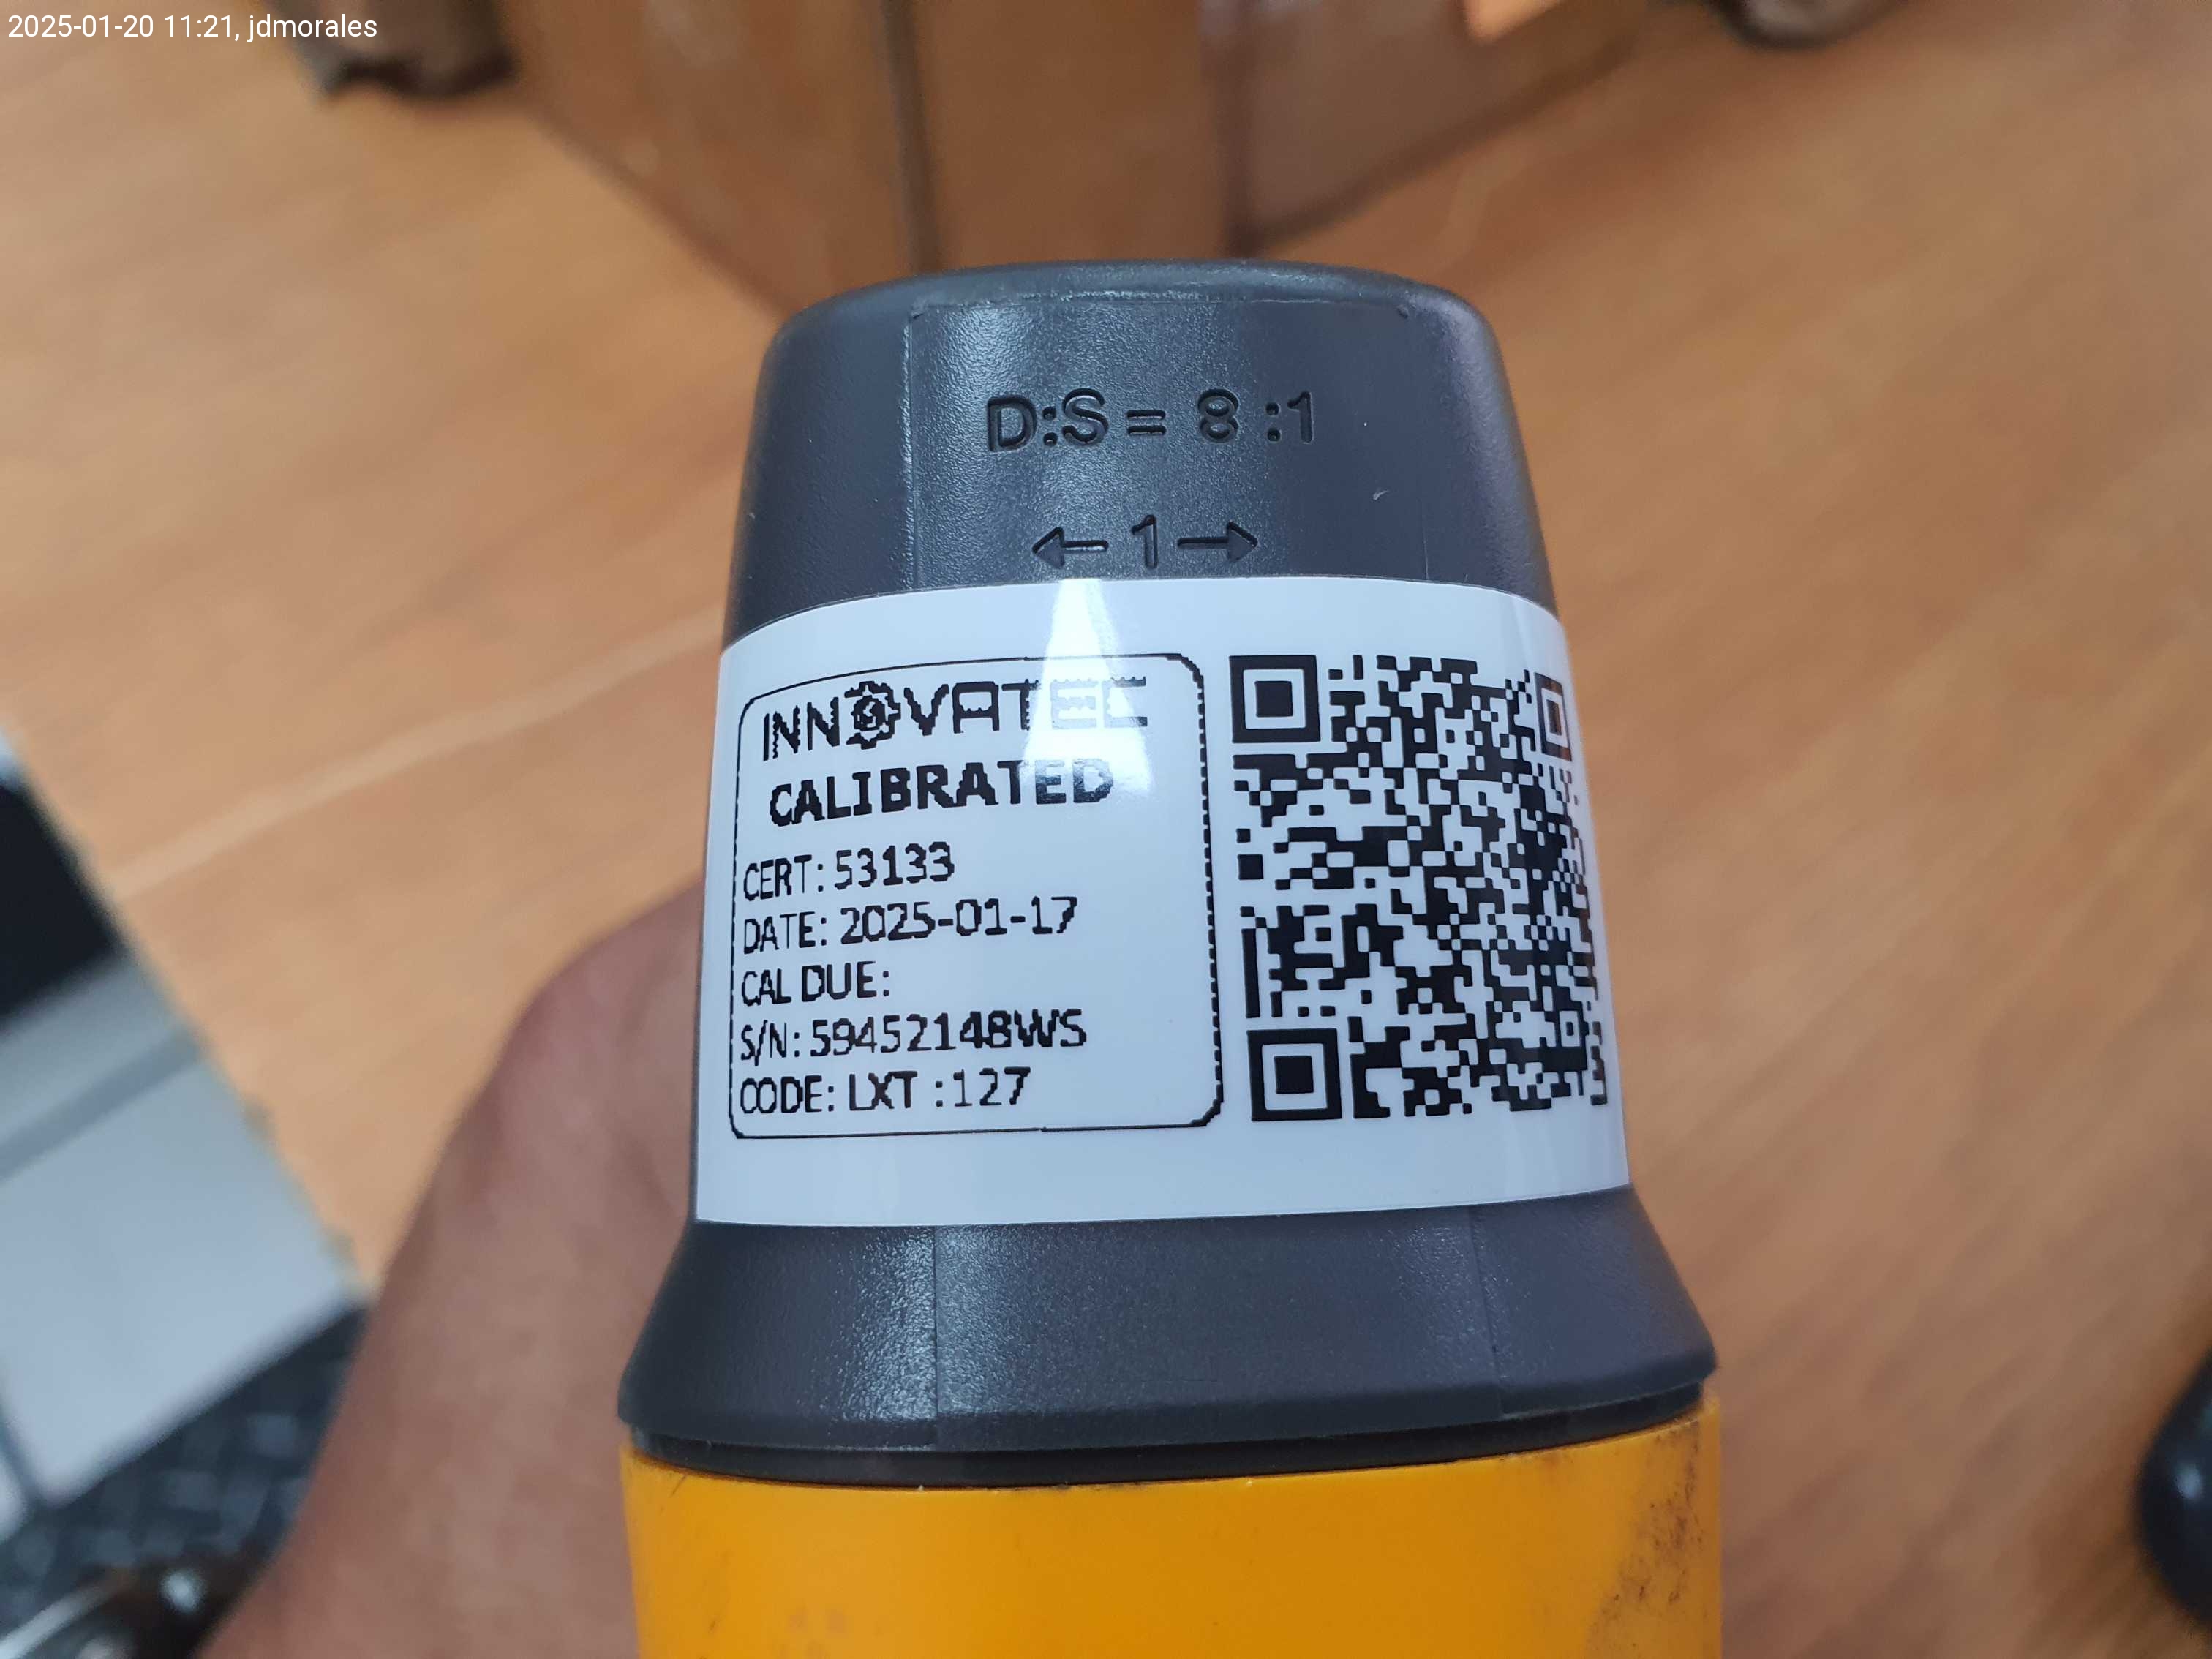 2025-01-20 11:21, jdmorales
D:S = 8 :1
←1→
INNOVATEC
CALIBRATED
CERT: 53133
DATE: 2025-01-17
CAL DUE:
S/N: 59452148WS
CODE: LXT :127